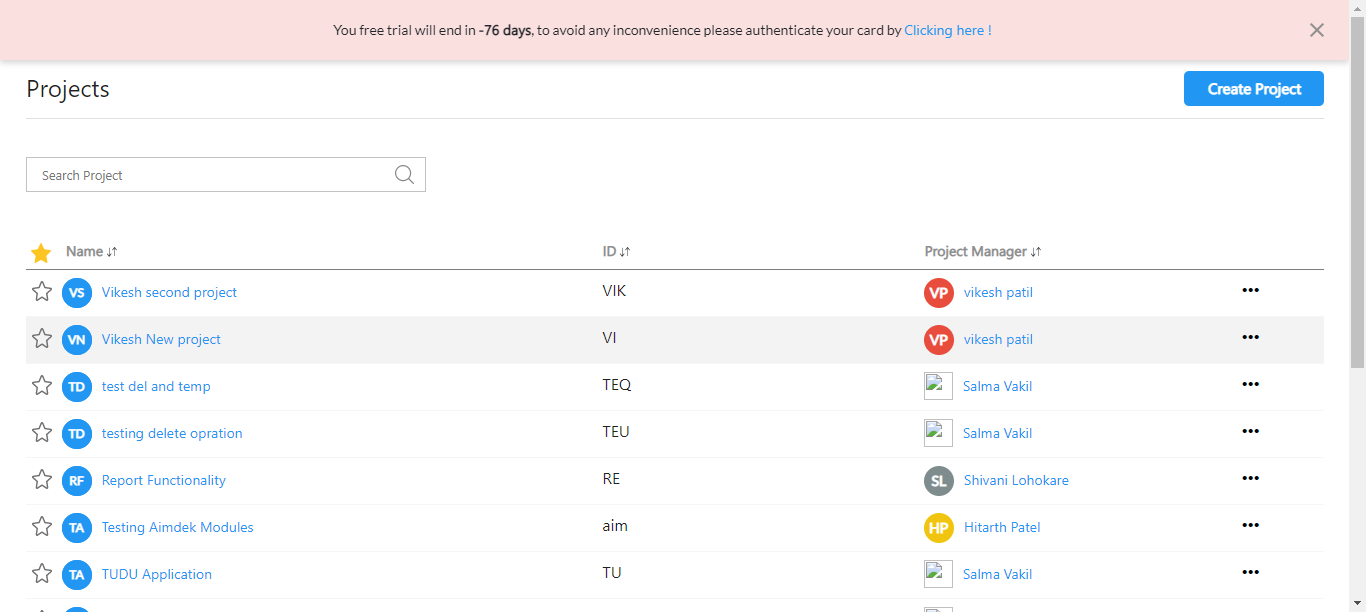 You free trial will end in -76 days, to avoid any inconvenience please authenticate your card by Clicking here !
Projects
Create Project
Search Project
Name ID Project Manager
VS Vikesh second project VIK VP vikesh patil
VN Vikesh New project VI VP vikesh patil
TD test del and temp TEQ Salma Vakil
TD testing delete opration TEU Salma Vakil
RF Report Functionality RE SL Shivani Lohokare
TA Testing Aimdek Modules aim HP Hitarth Patel
TA TUDU Application TU Salma Vakil